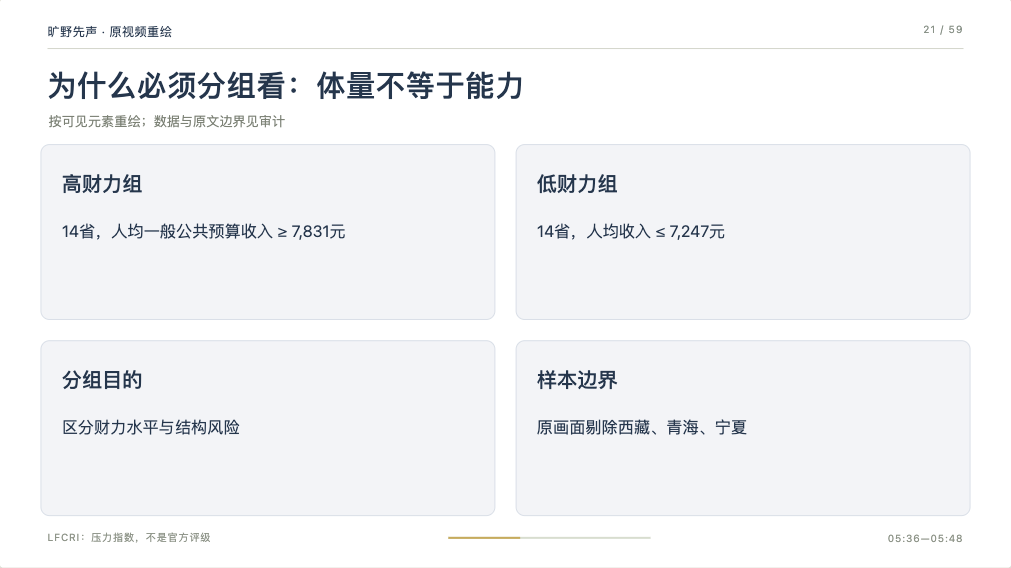 旷野先声 · 原视频重绘
21 / 59
为什么必须分组看：体量不等于能力
按可见元素重绘；数据与原文边界见审计
高财力组
14省，人均一般公共预算收入 ≥ 7,831元
低财力组
14省，人均收入 ≤ 7,247元
分组目的
区分财力水平与结构风险
样本边界
原画面剔除西藏、青海、宁夏
LFCRI：压力指数，不是官方评级
05:36—05:48